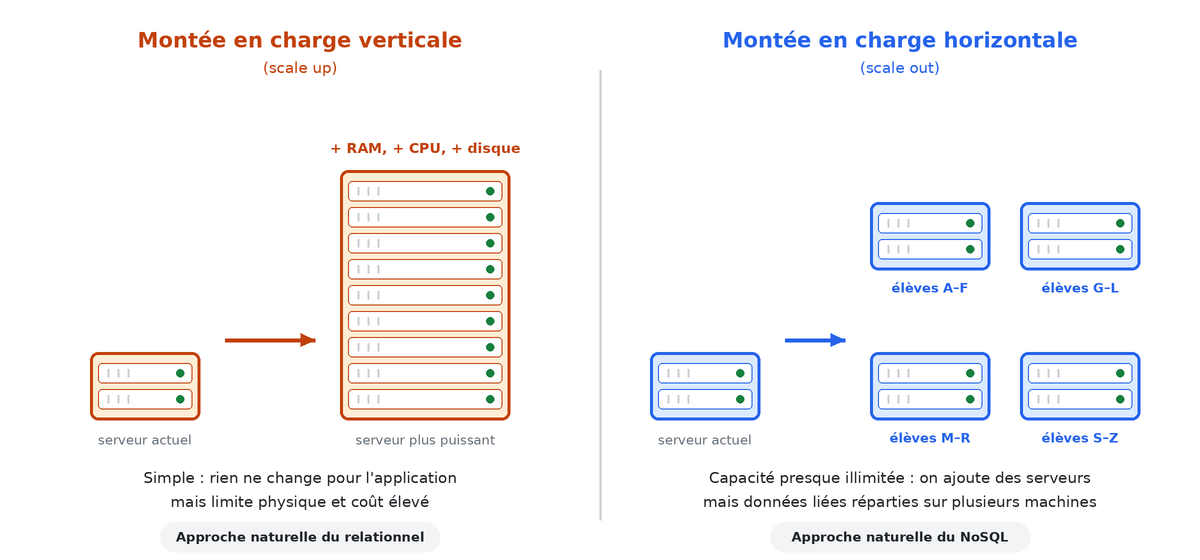 Montée en charge verticale
(scale up)
+ RAM, + CPU, + disque
serveur actuel
serveur plus puissant
Simple : rien ne change pour l'application
mais limite physique et coût élevé
Approche naturelle du relationnel
Montée en charge horizontale
(scale out)
élèves A–F
élèves G–L
serveur actuel
élèves M–R
élèves S–Z
Capacité presque illimitée : on ajoute des serveurs
mais données liées réparties sur plusieurs machines
Approche naturelle du NoSQL